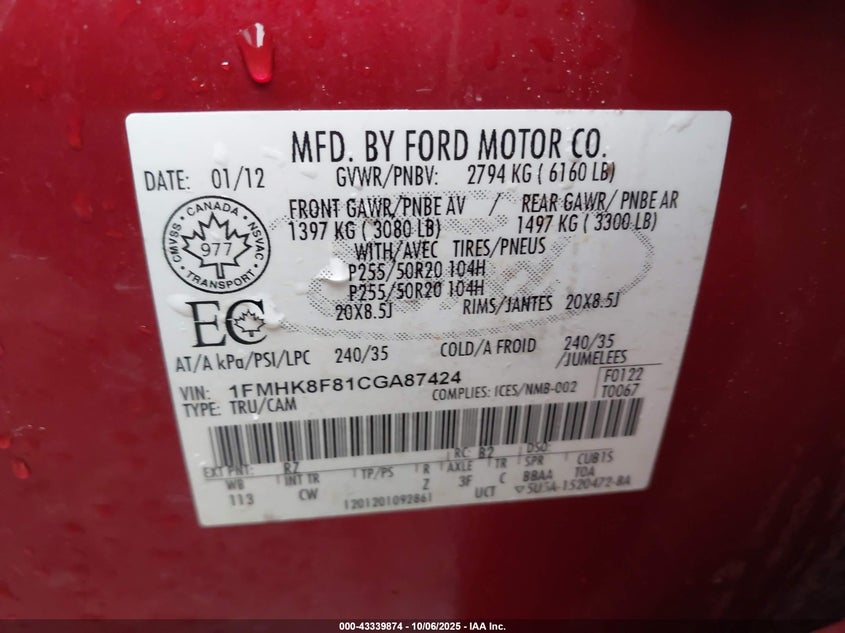 MFD. BY FORD MOTOR CO.
DATE: 01/12 GVWR/PNBV: 2794 KG ( 6160 LB)
FRONT GAWR/PNBE AV / REAR GAWR/ PNBE AR
1397 KG ( 3080 LB) 1497 KG ( 3300 LB)
WITH/AVEC TIRES/PNEUS
P255/50R20 104H
P255/50R20 104H
20X8.5J RIMS/JANTES 20X8.5J
CANADA
CMVSS NSVAC
977
TRANSPORT
EC
AT/A kPa/PSI/LPC 240/35 COLD/A FROID 240/35
/JUMELEES
VIN: 1FMHK8F81CGA87424 COMPLIES: ICES/NMB-002 F0122
TYPE: TRU/CAM T0067
EXT PNT: RZ RC: B2 DSO:
WB INT TR TP/PS R AXLE TR SPR CUB15
113 CW Z 3F C BBAA TOA
1201201092861 UCT 5U5A-1520472-BA
000-43339874 - 10/06/2025 - IAA Inc.